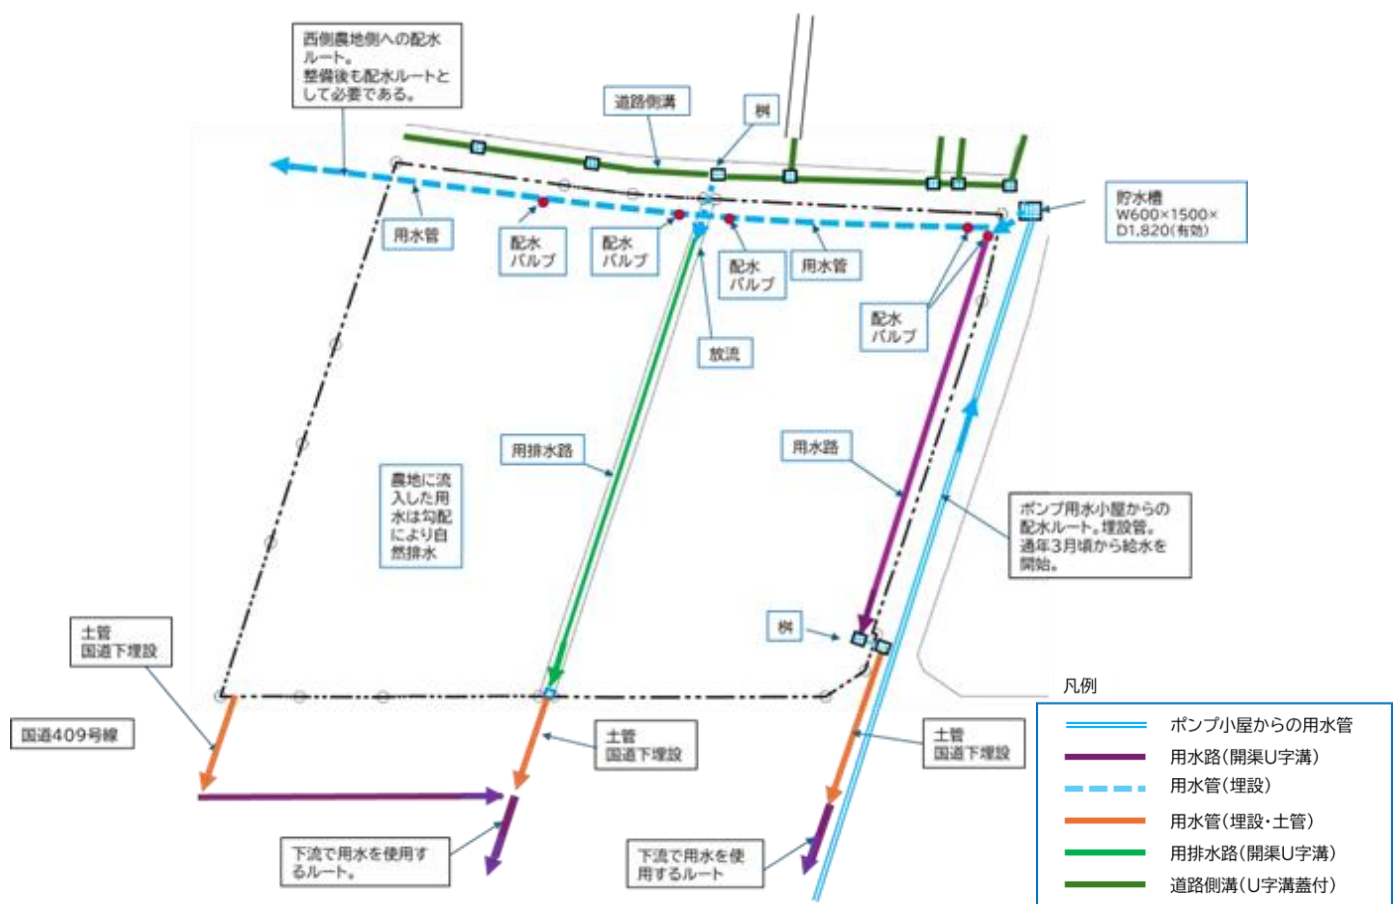 西側農地側への配水
ルート。
整備後も配水ルートと
して必要である。
道路側溝
桝
貯水槽
W600×1500×
D1,820(有効)
用水管
配水
バルブ
配水
バルブ
配水
バルブ
用水管
配水
バルブ
放流
用排水路
用水路
農地に流
入した用
水は勾配
により自
然排水
ポンプ用水小屋からの
配水ルート。埋設管。
通年3月頃から給水を
開始。
桝
土管
国道下埋設
国道409号線
土管
国道下埋設
土管
国道下埋設
下流で用水を使用す
るルート。
下流で用水を使
用するルート
凡例
ポンプ小屋からの用水管
用水路(開渠U字溝)
用水管(埋設)
用水管(埋設・土管)
用排水路(開渠U字溝)
道路側溝(U字溝蓋付)